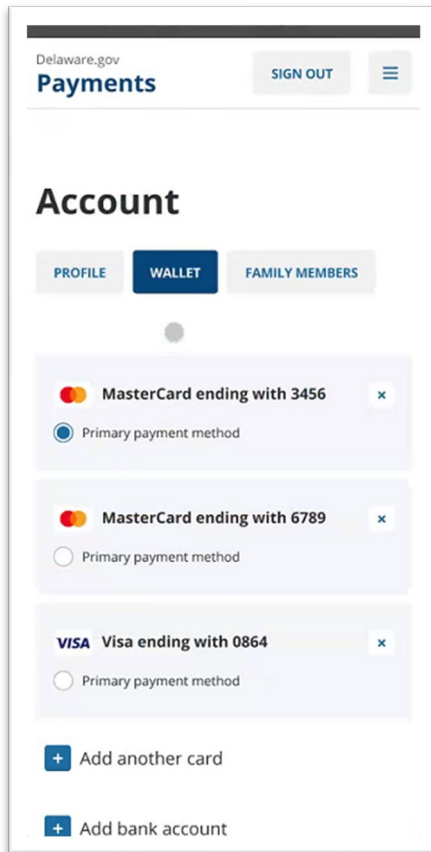 Delaware.gov
Payments
SIGN OUT
Account
PROFILE
WALLET
FAMILY MEMBERS
MasterCard ending with 3456
Primary payment method
MasterCard ending with 6789
Primary payment method
VISA Visa ending with 0864
Primary payment method
Add another card
Add bank account